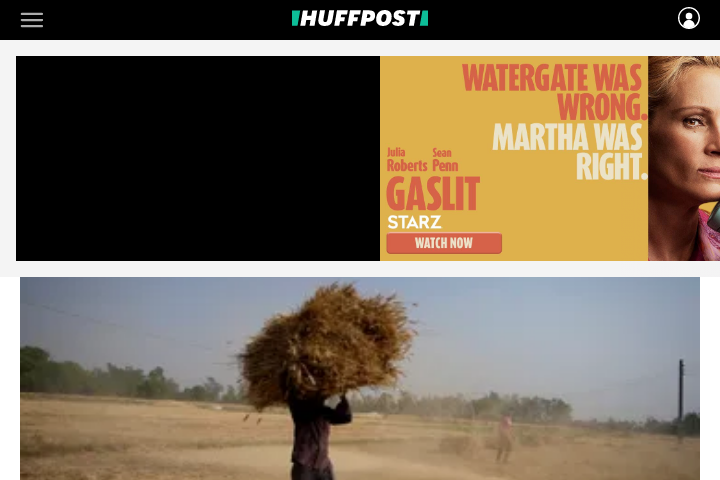 HUFFPOST
WATERGATE WAS
WRONG.
MARTHA WAS
RIGHT.
Julia Sean
Roberts Penn
GASLIT
STARZ
WATCH NOW